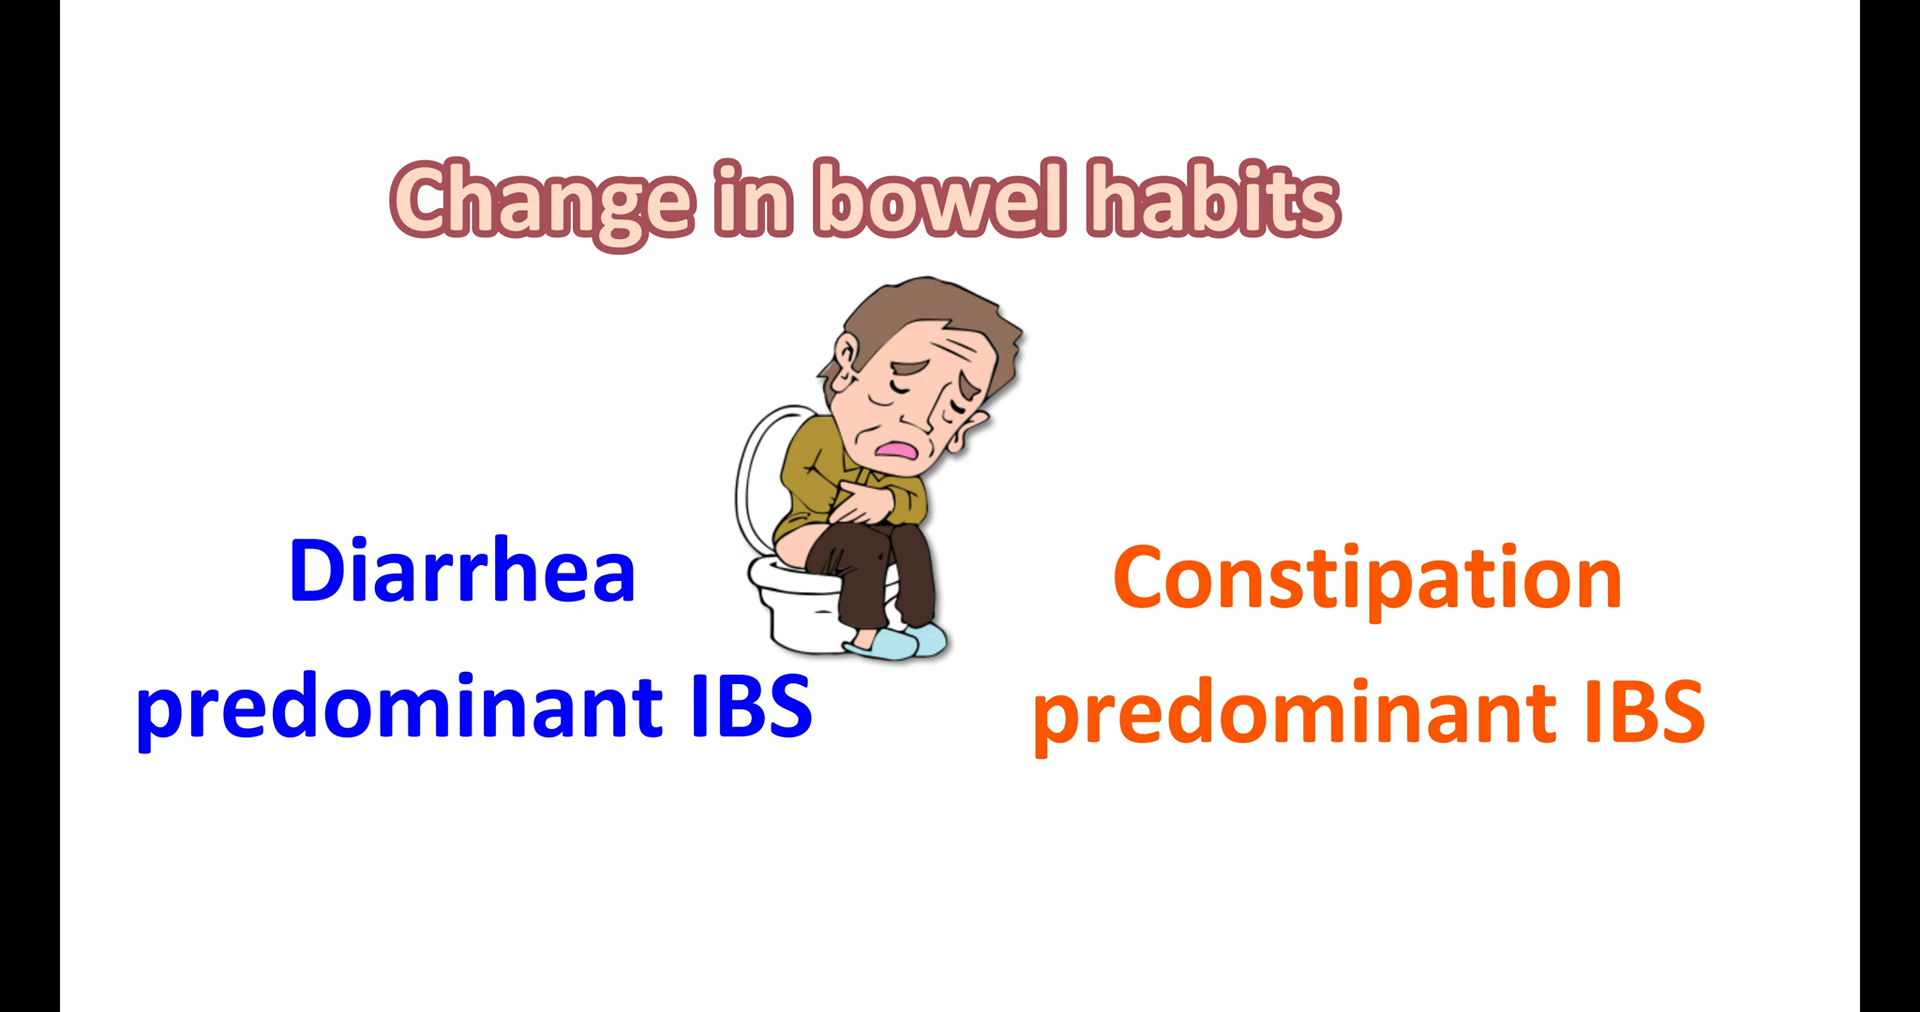 Change in bowel habits
Diarrhea
predominant IBS
Constipation
predominant IBS